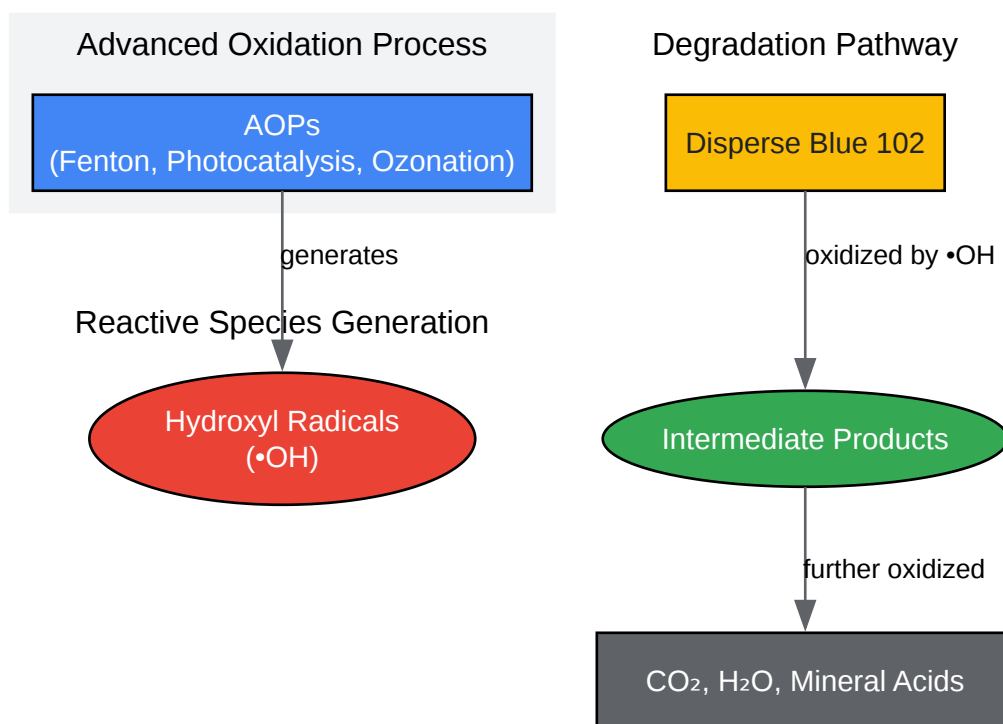 Advanced Oxidation Process
AOPs
(Fenton, Photocatalysis, Ozonation)
generates
Reactive Species Generation
Hydroxyl Radicals
(•OH)
Degradation Pathway
Disperse Blue 102
oxidized by •OH
Intermediate Products
further oxidized
CO₂, H₂O, Mineral Acids